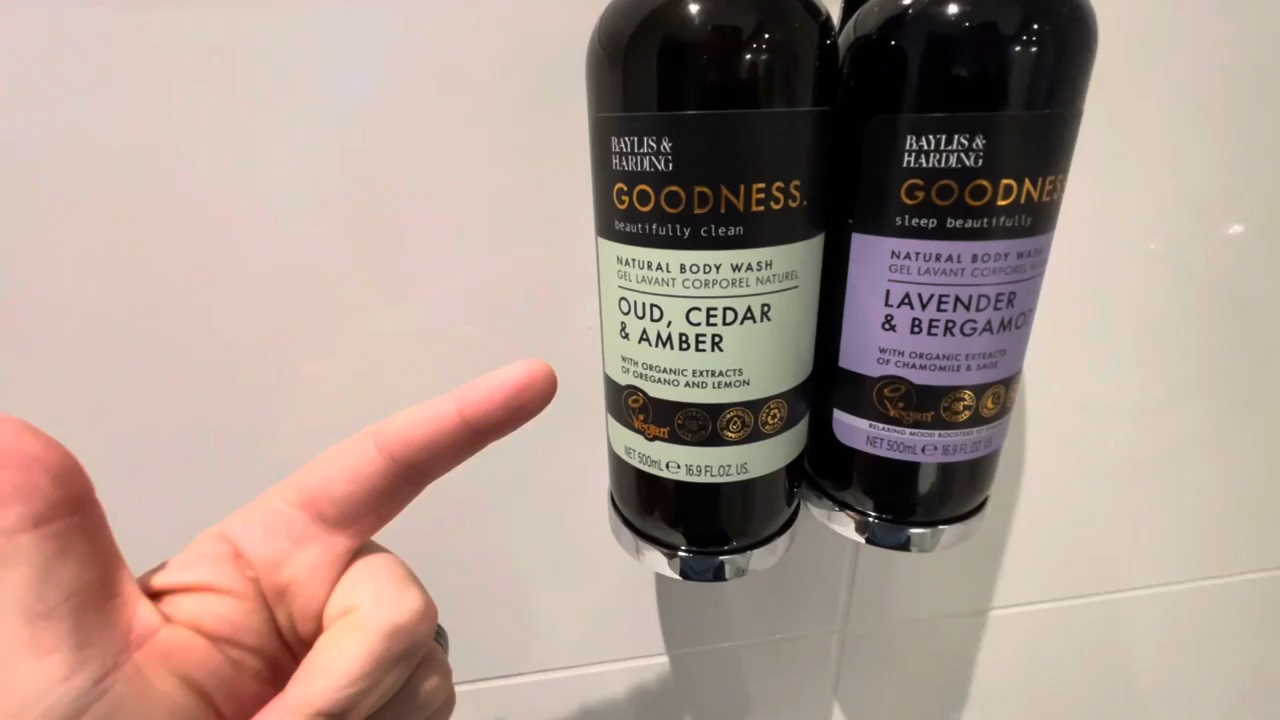 BAYLIS &
HARDING
GOODNESS.
beautifully clean
NATURAL BODY WASH
GEL LAVANT CORPOREL NATUREL
OUD, CEDAR
& AMBER
WITH ORGANIC EXTRACTS
OF OREGANO AND LEMON
Vegan
NET 500mL ℮ 16.9 FL.OZ. US.
BAYLIS &
HARDING
GOODNES
sleep beautifully
NATURAL BODY WASH
GEL LAVANT CORPOREL
LAVENDER
& BERGAMOT
WITH ORGANIC EXTRACTS
OF CHAMOMILE & SAGE
Vegan
RELAXING MOOD BOOSTERS TO
NET 500mL ℮ 16.9 FL.OZ. US.